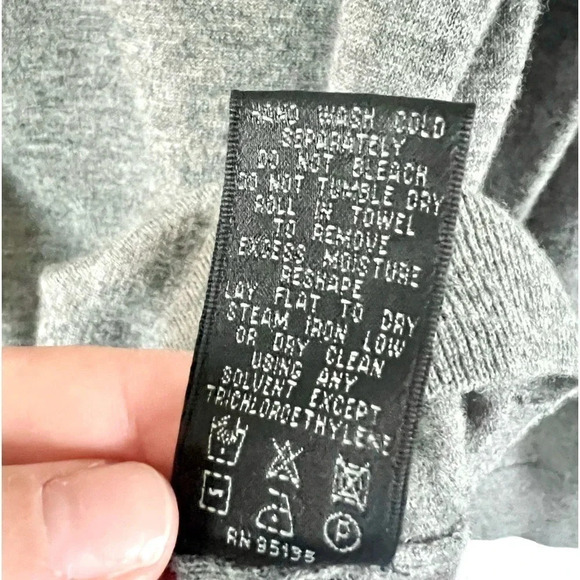 HAND WASH COLD
SEPARATELY
DO NOT BLEACH
DO NOT TUMBLE DRY
ROLL IN TOWEL
TO REMOVE
EXCESS MOISTURE
RESHAPE
LAY FLAT TO DRY
STEAM IRON LOW
OR DRY CLEAN
USING ANY
SOLVENT EXCEPT
TRICHLOROETHYLENE
P
RN 95135